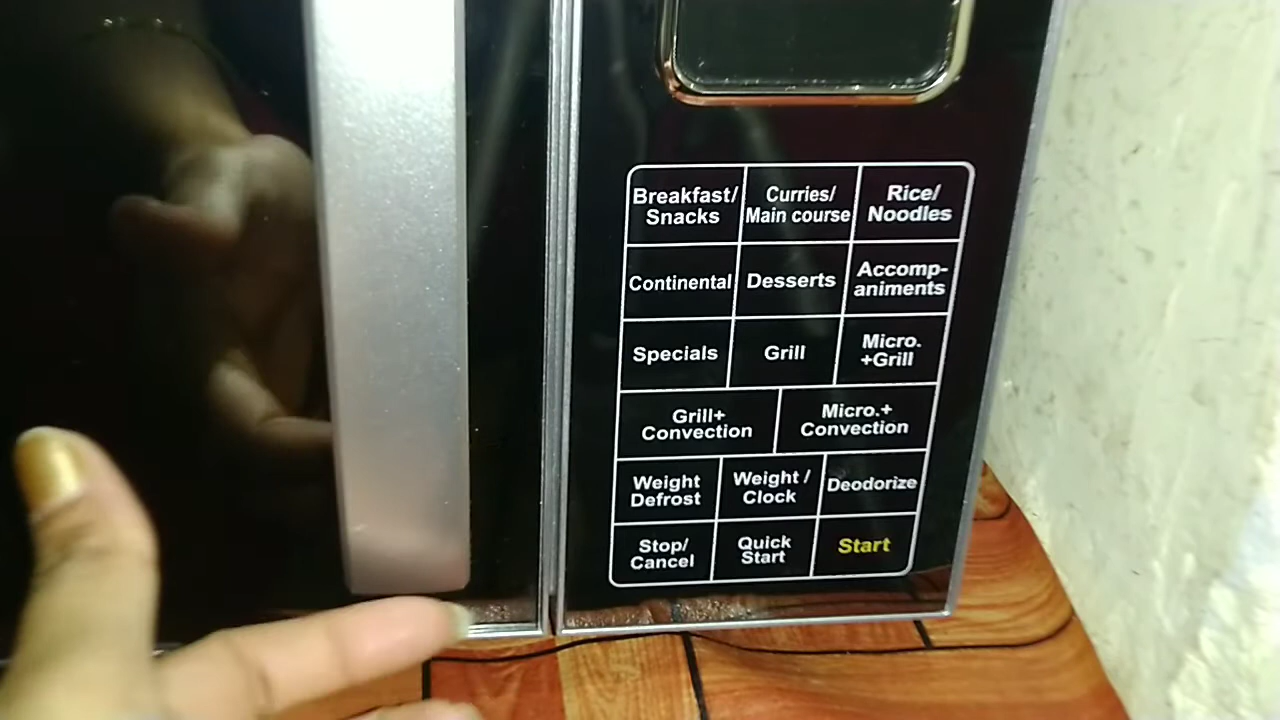 Breakfast/
Snacks
Curries/
Main course
Rice/
Noodles
Continental
Desserts
Accomp-
animents
Specials
Grill
Micro.
+Grill
Grill+
Convection
Micro.+
Convection
Weight
Defrost
Weight /
Clock
Deodorize
Stop/
Cancel
Quick
Start
Start